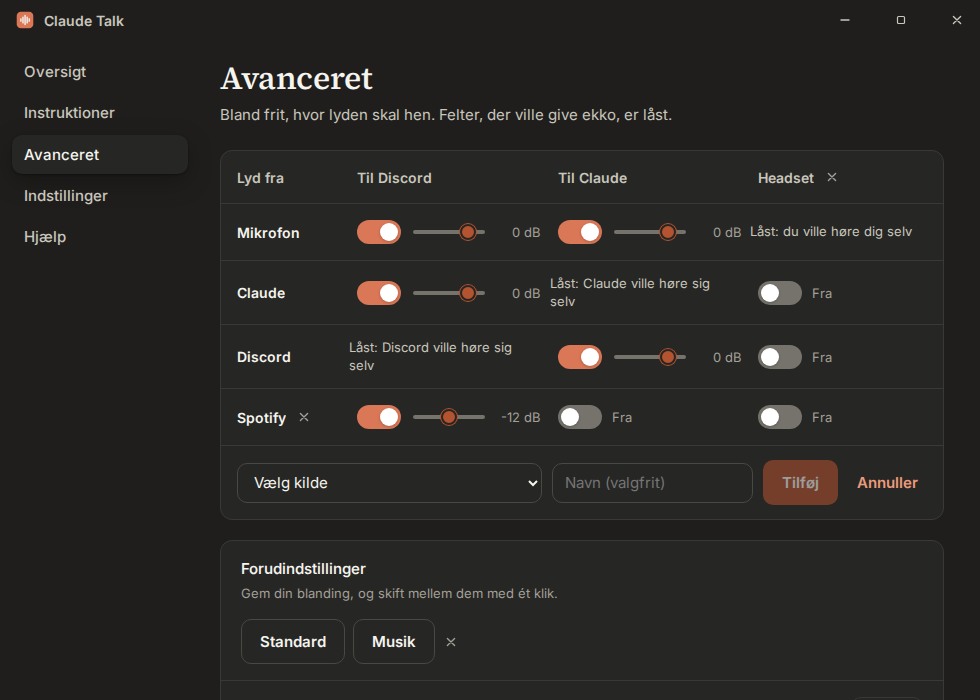 Claude Talk
Oversigt
Instruktioner
Avanceret
Indstillinger
Hjælp
Avanceret
Bland frit, hvor lyden skal hen. Felter, der ville give ekko, er låst.
Lyd fra Til Discord Til Claude Headset
Mikrofon 0 dB 0 dB Låst: du ville høre dig selv
Claude 0 dB Låst: Claude ville høre sig selv Fra
Discord Låst: Discord ville høre sig selv 0 dB Fra
Spotify -12 dB Fra Fra
Vælg kilde Navn (valgfrit) Tilføj Annuller
Forudindstillinger
Gem din blanding, og skift mellem dem med ét klik.
Standard Musik